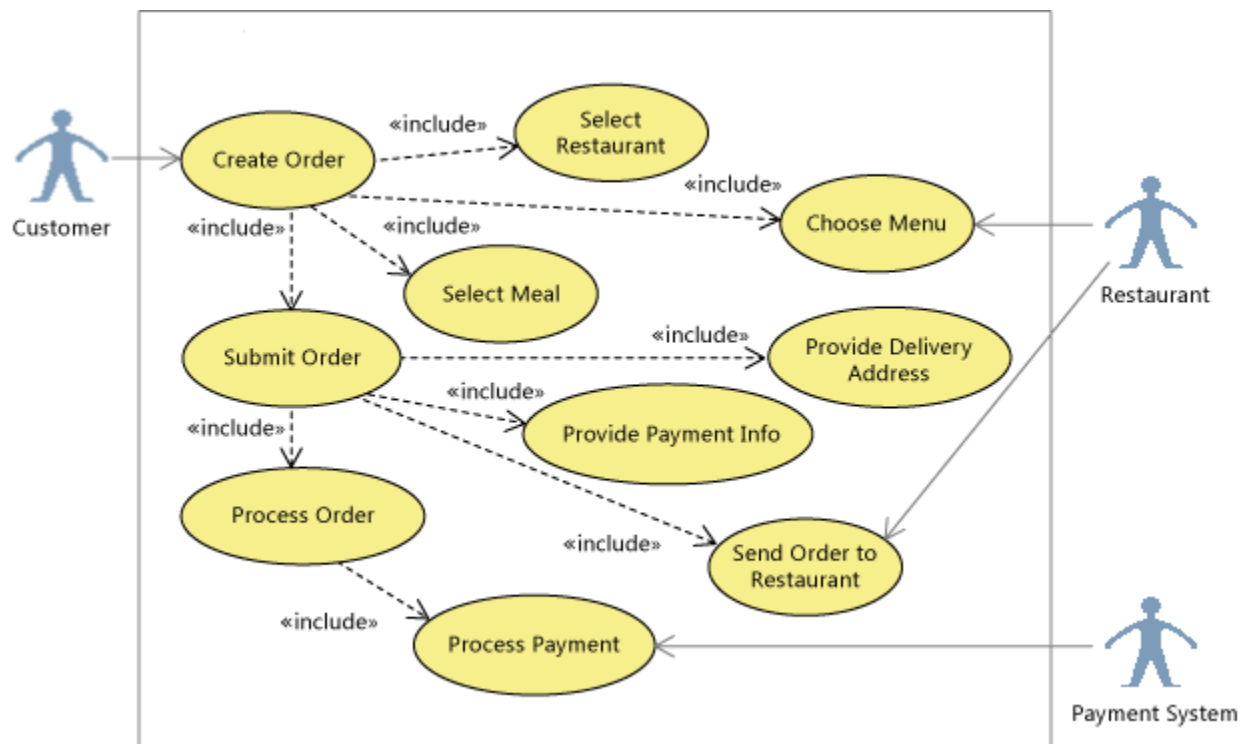 «include»
Select
Restaurant
Create Order
Customer
«include»
«include»
«include»
Choose Menu
Restaurant
Select Meal
Submit Order
«include»
Provide Delivery
Address
«include»
«include»
Provide Payment Info
Process Order
«include»
Send Order to
Restaurant
«include»
Process Payment
Payment System